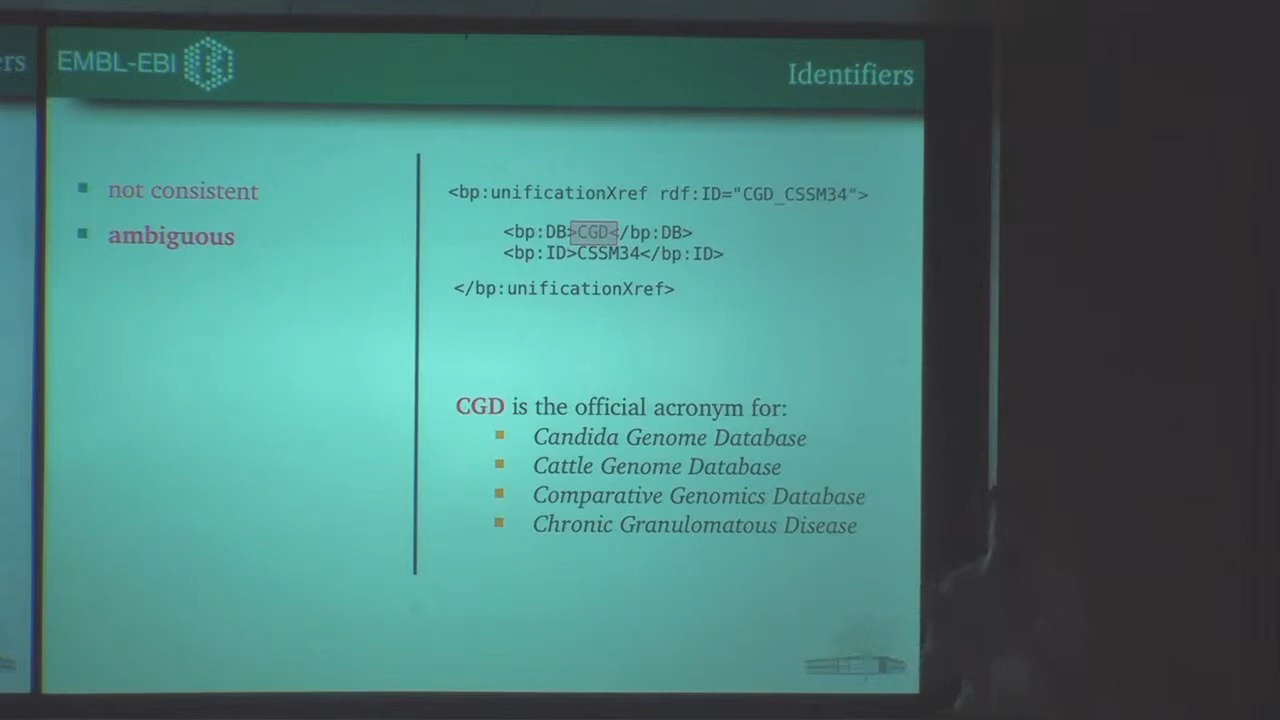 ers
EMBL-EBI
Identifiers
not consistent
ambiguous
<bp:unificationXref rdf:ID="CGD_CSSM34">
<bp:DB>CGD</bp:DB>
<bp:ID>CSSM34</bp:ID>
</bp:unificationXref>
CGD is the official acronym for:
Candida Genome Database
Cattle Genome Database
Comparative Genomics Database
Chronic Granulomatous Disease